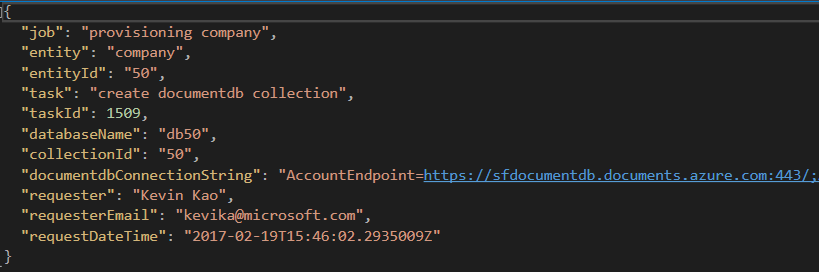 {
"job": "provisioning company",
"entity": "company",
"entityId": "50",
"task": "create documentdb collection",
"taskId": 1509,
"databaseName": "db50",
"collectionId": "50",
"documentdbConnectionString": "AccountEndpoint=https://sfdocumentdb.documents.azure.com:443/;
"requester": "Kevin Kao",
"requesterEmail": "kevika@microsoft.com",
"requestDateTime": "2017-02-19T15:46:02.2935009Z"
}